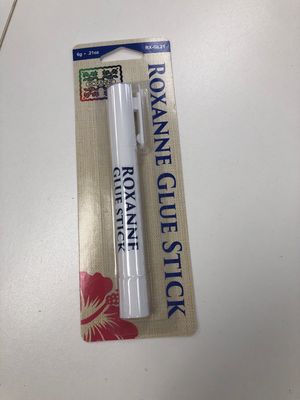 6g · .21oz
RX-GL21
ROXANNE GLUE STICK
ROXANNE
GLUE STICK